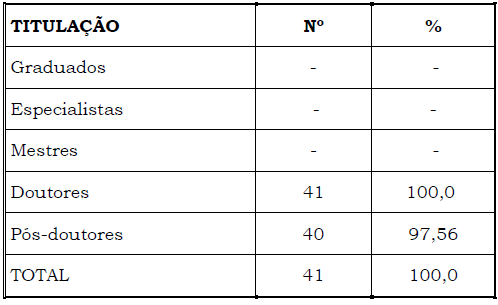 TITULAÇÃO Nº %
Graduados - -
Especialistas - -
Mestres - -
Doutores 41 100,0
Pós-doutores 40 97,56
TOTAL 41 100,0